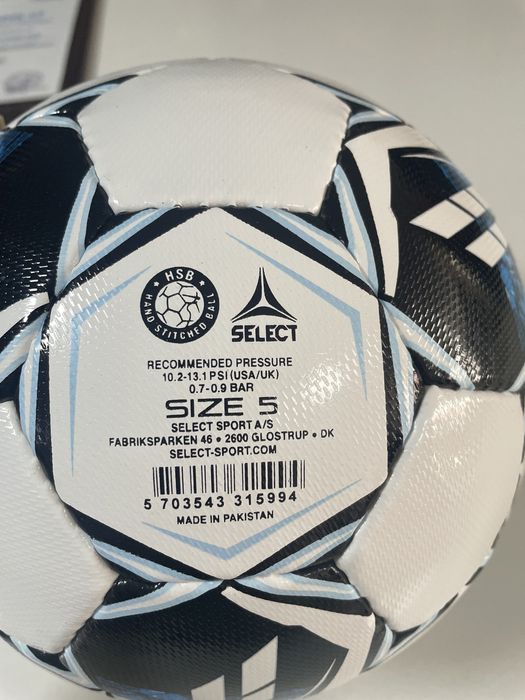 HSB
HAND STITCHED BALL
SELECT
RECOMMENDED PRESSURE
10.2-13.1 PSI (USA/UK)
0.7-0.9 BAR
SIZE 5
SELECT SPORT A/S
FABRIKSPARKEN 46 • 2600 GLOSTRUP • DK
SELECT-SPORT.COM
5 703543 315994
MADE IN PAKISTAN